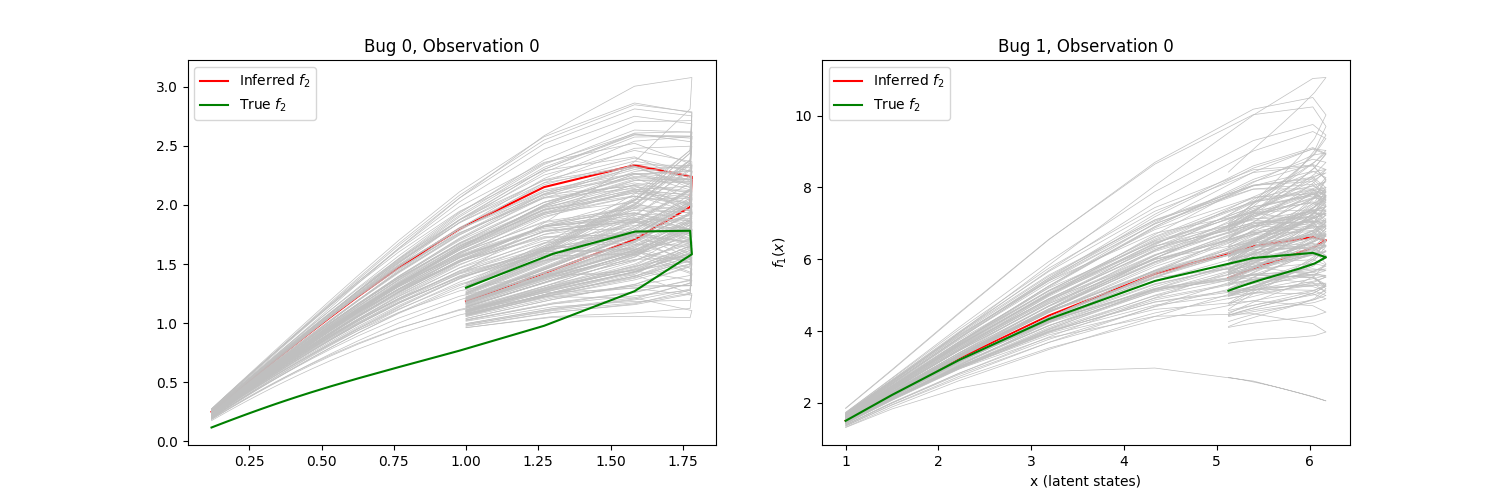 Bug 0, Observation 0
Inferred f₂
True f₂
3.0
2.5
2.0
1.5
1.0
0.5
0.0
0.25 0.50 0.75 1.00 1.25 1.50 1.75
Bug 1, Observation 0
Inferred f₂
True f₂
f₁(x)
10
8
6
4
2
1 2 3 4 5 6
x (latent states)